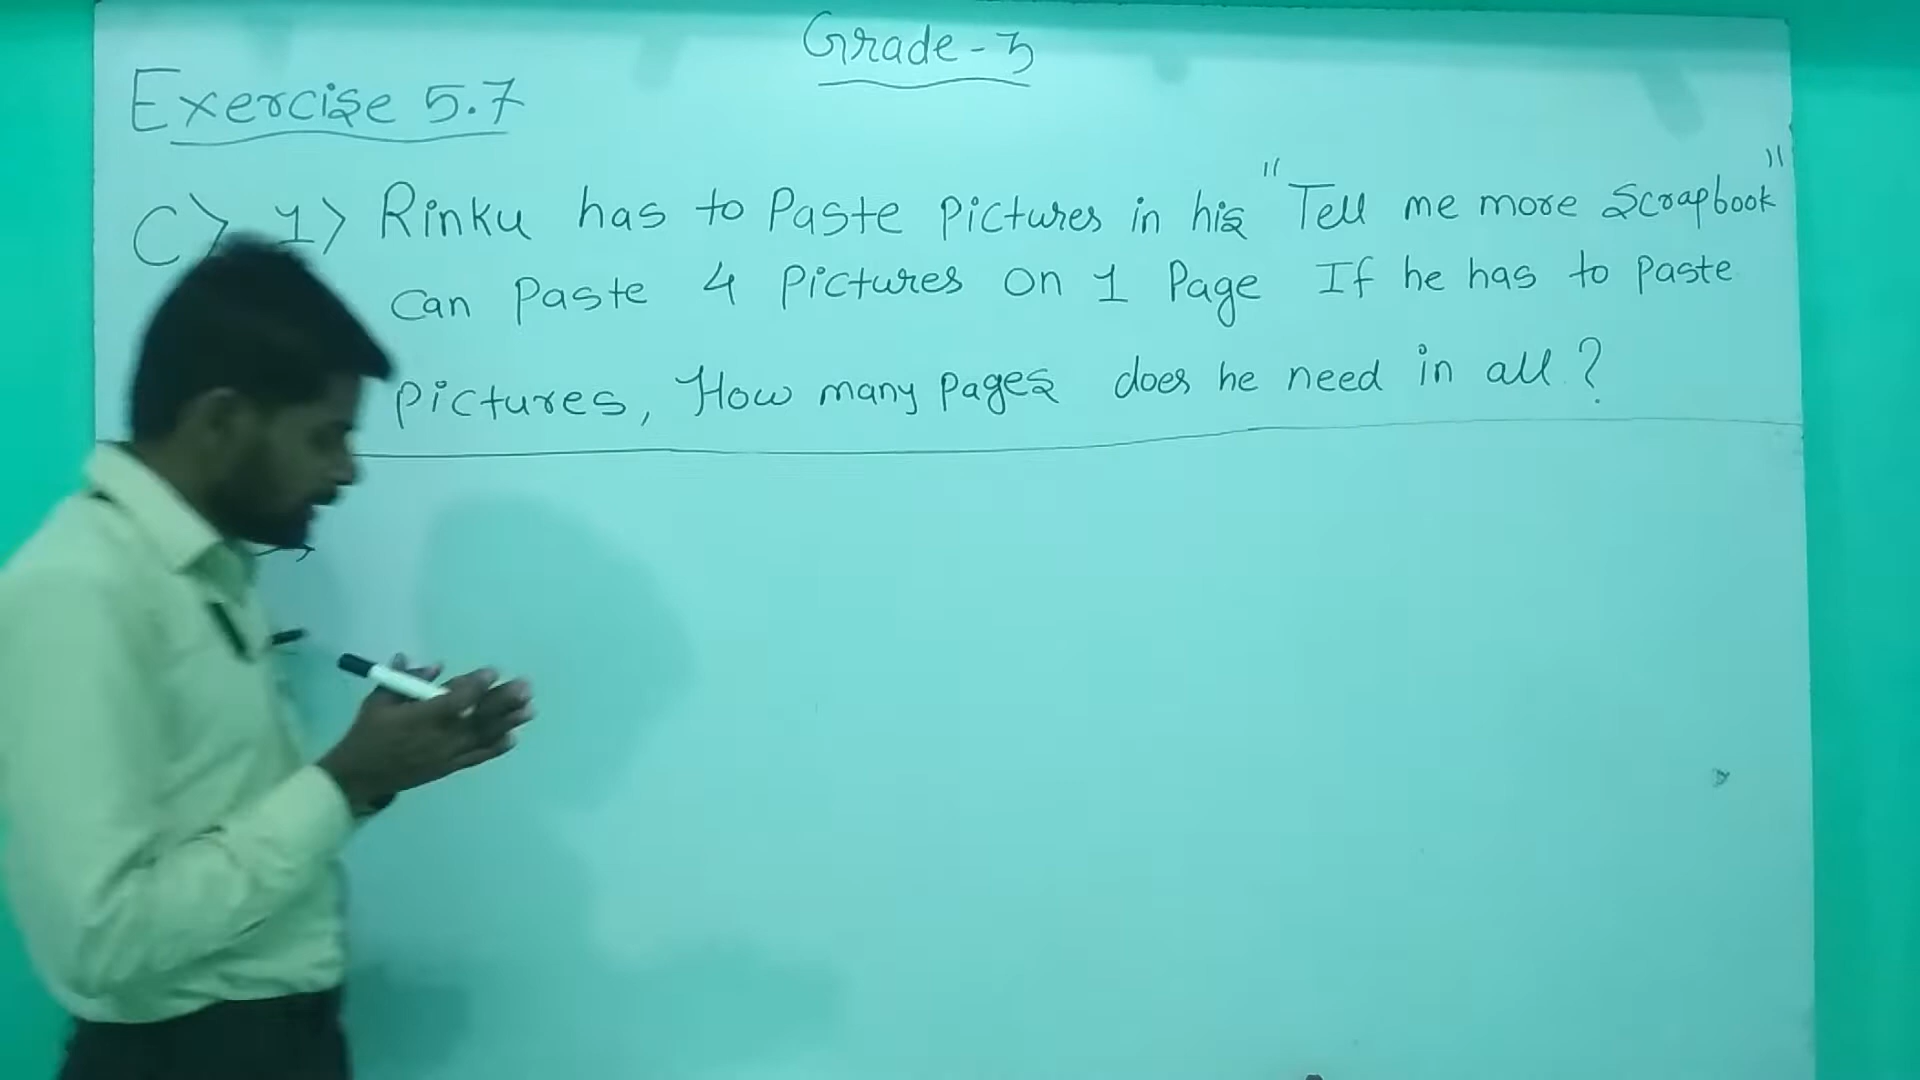 Grade-3
Exercise 5.7
C> 1> Rinku has to Paste Pictures in his "Tell me more Scrapbook"
can Paste 4 Pictures on 1 Page If he has to Paste
Pictures, How many Pages does he need in all?